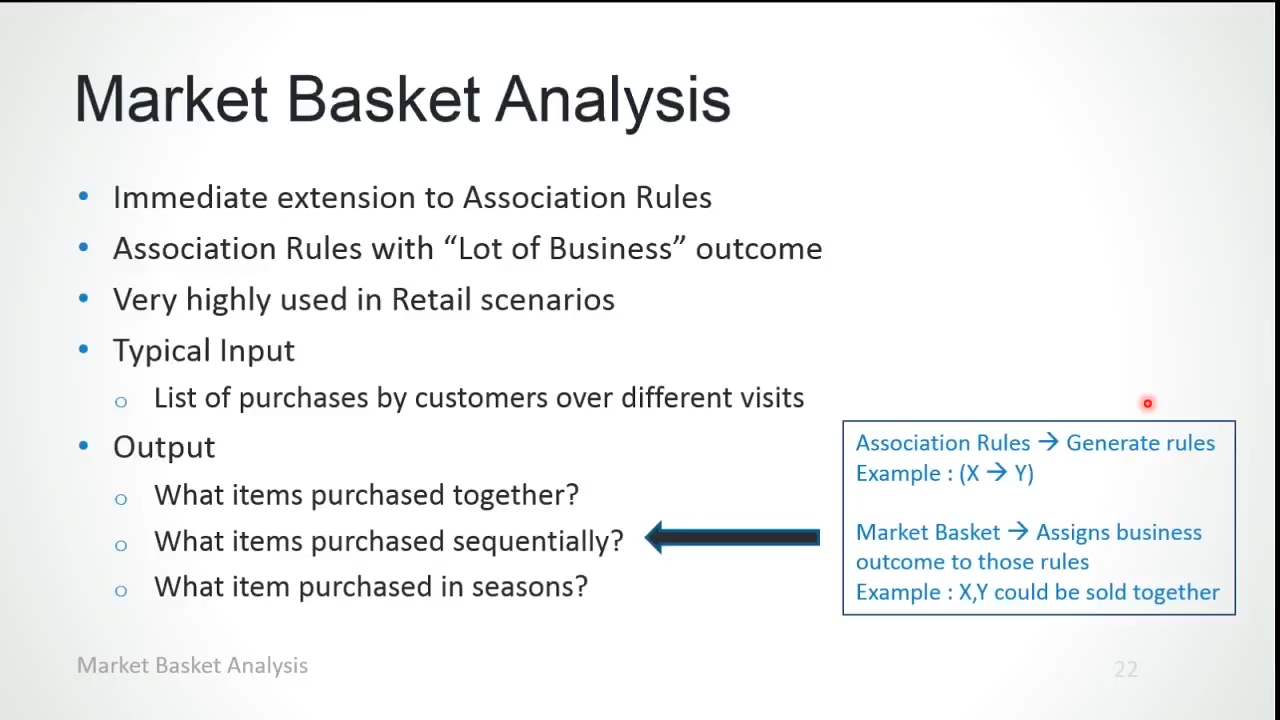 Market Basket Analysis
• Immediate extension to Association Rules
• Association Rules with “Lot of Business” outcome
• Very highly used in Retail scenarios
• Typical Input
o List of purchases by customers over different visits
• Output
o What items purchased together?
o What items purchased sequentially?
o What item purchased in seasons?
Association Rules → Generate rules
Example : (X → Y)
Market Basket → Assigns business
outcome to those rules
Example : X,Y could be sold together
Market Basket Analysis
22